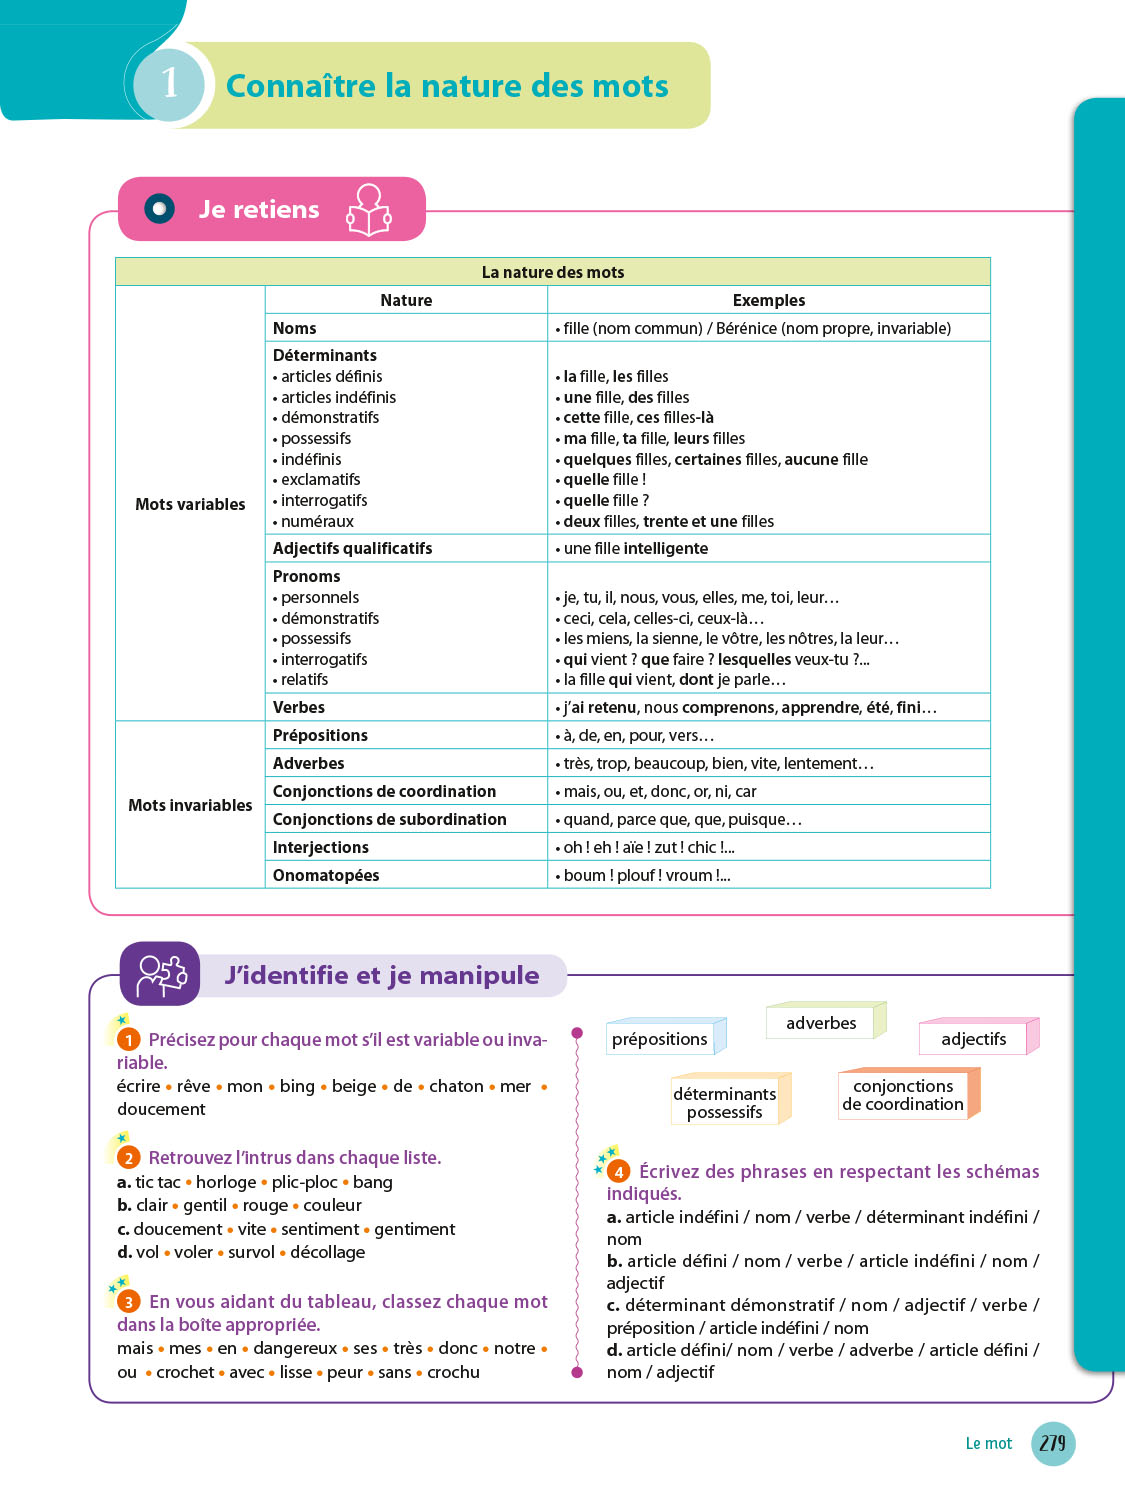 1
Connaître la nature des mots
Je retiens
La nature des mots
Nature Exemples
Mots variables
Noms • fille (nom commun) / Bérénice (nom propre, invariable)
Déterminants
• articles définis • la fille, les filles
• articles indéfinis • une fille, des filles
• démonstratifs • cette fille, ces filles-là
• possessifs • ma fille, ta fille, leurs filles
• indéfinis • quelques filles, certaines filles, aucune fille
• exclamatifs • quelle fille !
• interrogatifs • quelle fille ?
• numéraux • deux filles, trente et une filles
Adjectifs qualificatifs • une fille intelligente
Pronoms
• personnels • je, tu, il, nous, vous, elles, me, toi, leur…
• démonstratifs • ceci, cela, celles-ci, ceux-là…
• possessifs • les miens, la sienne, le vôtre, les nôtres, la leur…
• interrogatifs • qui vient ? que faire ? lesquelles veux-tu ?...
• relatifs • la fille qui vient, dont je parle…
Verbes • j’ai retenu, nous comprenons, apprendre, été, fini…
Mots invariables
Prépositions • à, de, en, pour, vers…
Adverbes • très, trop, beaucoup, bien, vite, lentement…
Conjonctions de coordination • mais, ou, et, donc, or, ni, car
Conjonctions de subordination • quand, parce que, que, puisque…
Interjections • oh ! eh ! aïe ! zut ! chic !...
Onomatopées • boum ! plouf ! vroum !...
J’identifie et je manipule
1 Précisez pour chaque mot s’il est variable ou inva-
riable.
écrire • rêve • mon • bing • beige • de • chaton • mer •
doucement
2 Retrouvez l’intrus dans chaque liste.
a. tic tac • horloge • plic-ploc • bang
b. clair • gentil • rouge • couleur
c. doucement • vite • sentiment • gentiment
d. vol • voler • survol • décollage
3 En vous aidant du tableau, classez chaque mot
dans la boîte appropriée.
mais • mes • en • dangereux • ses • très • donc • notre •
ou • crochet • avec • lisse • peur • sans • crochu
prépositions
adverbes
adjectifs
déterminants
possessifs
conjonctions
de coordination
4 Écrivez des phrases en respectant les schémas
indiqués.
a. article indéfini / nom / verbe / déterminant indéfini /
nom
b. article défini / nom / verbe / article indéfini / nom /
adjectif
c. déterminant démonstratif / nom / adjectif / verbe /
préposition / article indéfini / nom
d. article défini/ nom / verbe / adverbe / article défini /
nom / adjectif
Le mot 279